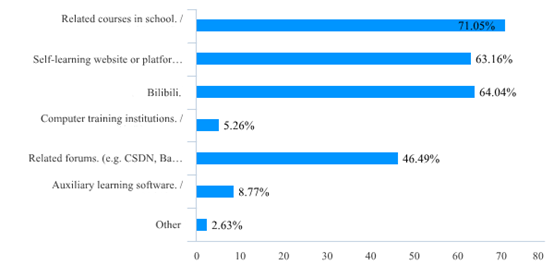 Related courses in school. /
71.05%
Self-learning website or platfor…
63.16%
Bilibili.
64.04%
Computer training institutions. /
5.26%
Related forums. (e.g. CSDN, Ba…
46.49%
Auxiliary learning software. /
8.77%
Other
2.63%
0 10 20 30 40 50 60 70 80